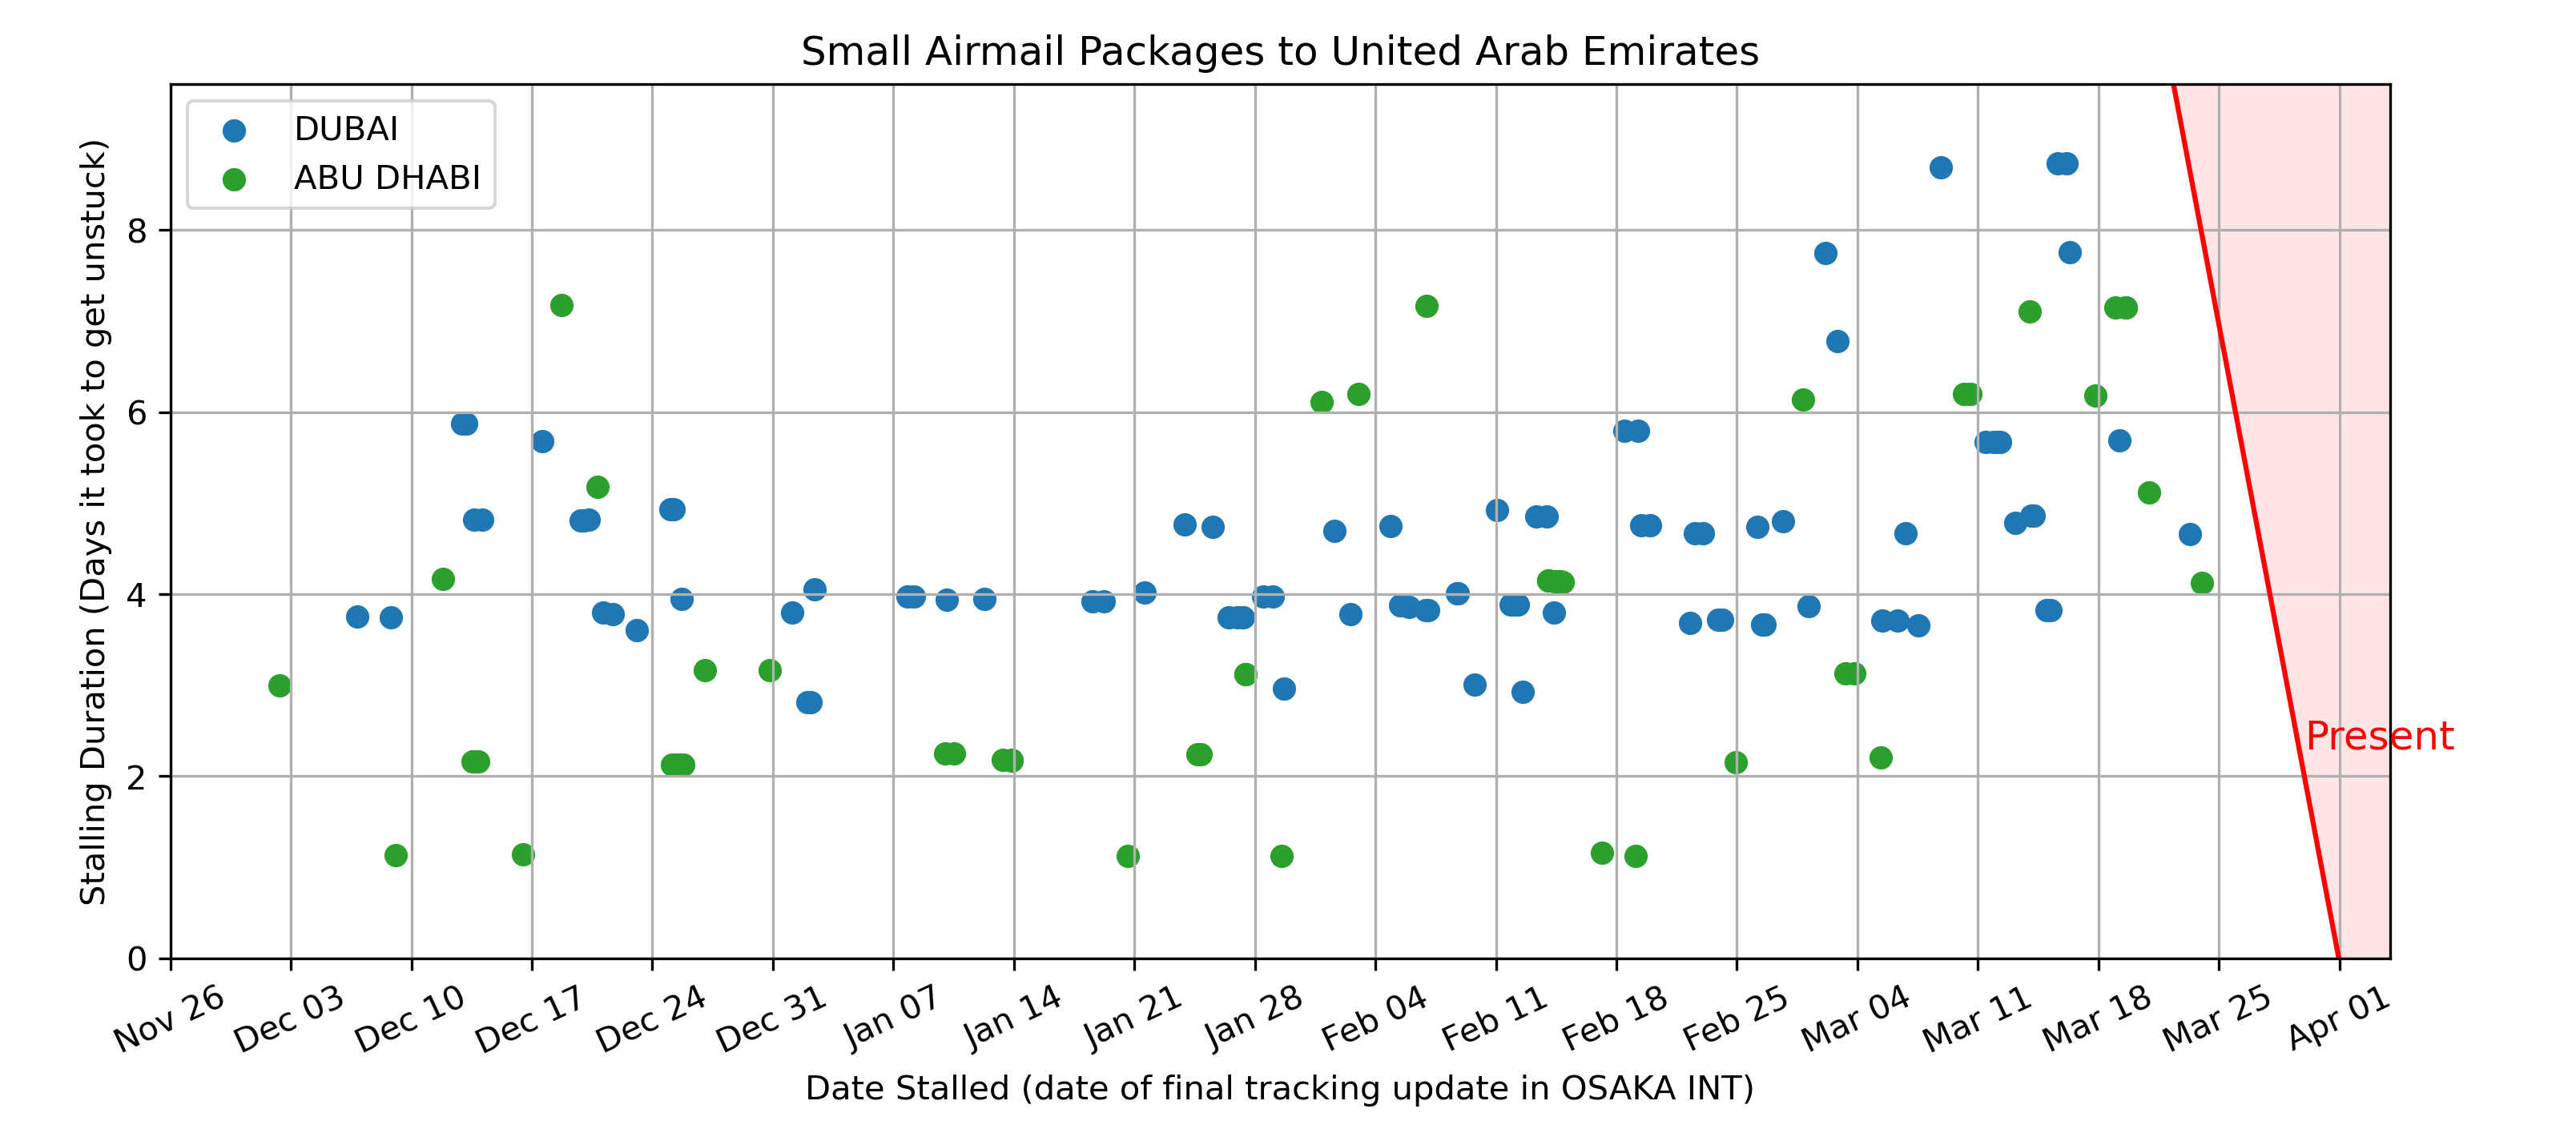 Small Airmail Packages to United Arab Emirates
DUBAI
ABU DHABI
Stalling Duration (Days it took to get unstuck)
8
6
4
2
0
Present
Nov 26
Dec 03
Dec 10
Dec 17
Dec 24
Dec 31
Jan 07
Jan 14
Jan 21
Jan 28
Feb 04
Feb 11
Feb 18
Feb 25
Mar 04
Mar 11
Mar 18
Mar 25
Apr 01
Date Stalled (date of final tracking update in OSAKA INT)